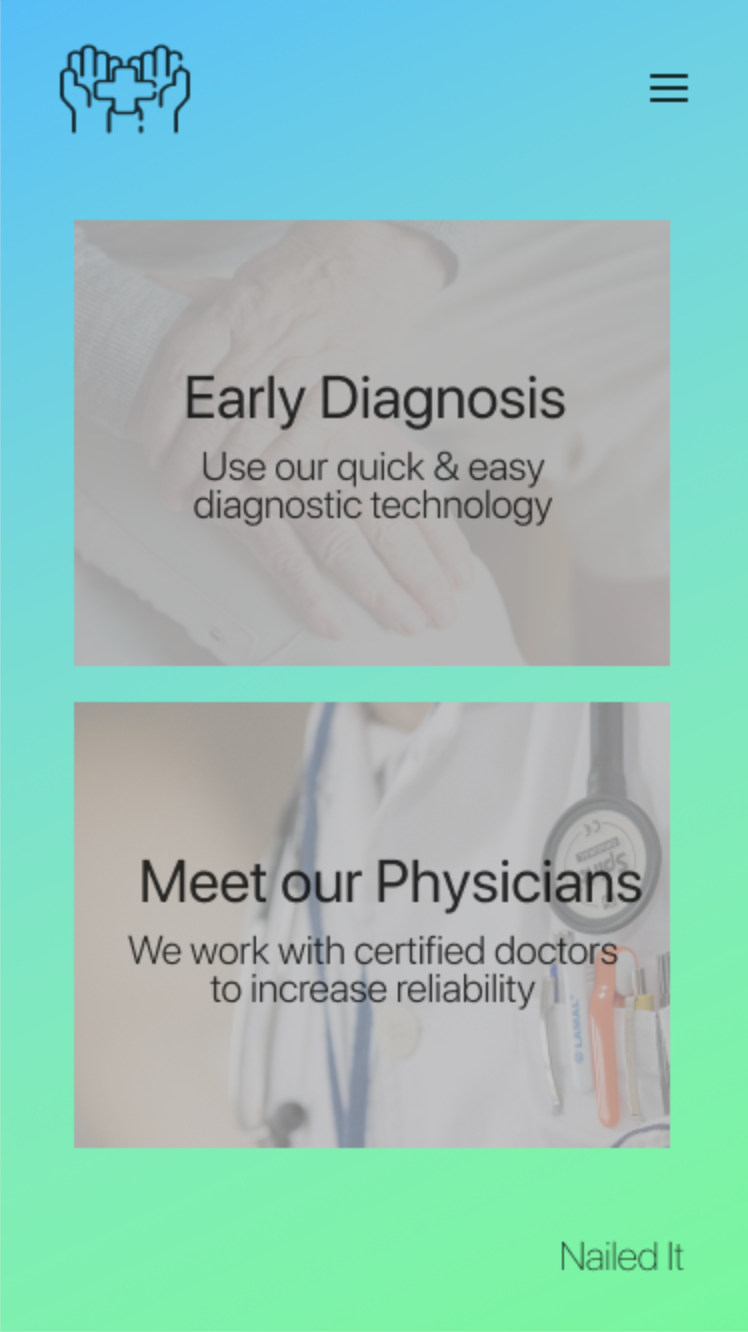 Early Diagnosis
Use our quick & easy
diagnostic technology
Meet our Physicians
We work with certified doctors
to increase reliability
LAMAL
Nailed It